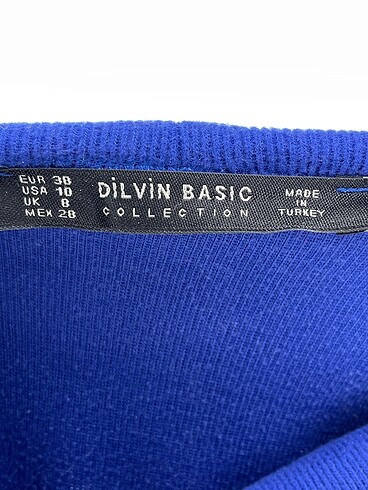 EUR 38
USA 10
UK 8
MEX 28
DİLVİN BASIC
COLLECTION
MADE
IN
TURKEY